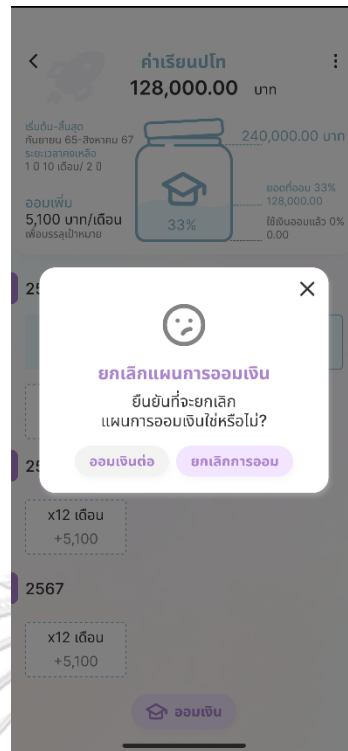 ค่าเรียนปโท
128,000.00 บาท
เริ่มต้น-สิ้นสุด
กันยายน 65-สิงหาคม 67
ระยะเวลาคงเหลือ
1 ปี 10 เดือน/ 2 ปี
240,000.00 บาท
ออมเพิ่ม
5,100 บาท/เดือน
เพื่อบรรลุเป้าหมาย
33%
ยอดที่ออม 33%
128,000.00
ใช้เงินออมแล้ว 0%
0.00
ยกเลิกแผนการออมเงิน
ยืนยันที่จะยกเลิก
แผนการออมเงินใช่หรือไม่?
ออมเงินต่อ ยกเลิกการออม
x12 เดือน
+5,100
2567
x12 เดือน
+5,100
ออมเงิน